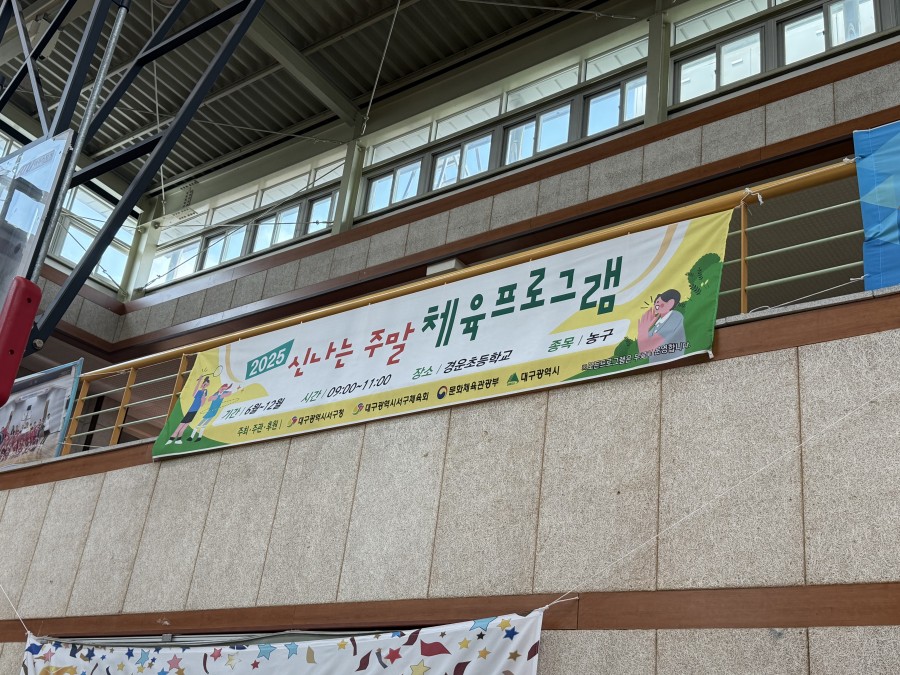 2025 신나는 주말 체육프로그램
기간 / 6월~12월 시간 / 09:00~11:00 장소 / 경운초등학교 종목 / 농구
주최·주관·후원 | 대구광역시서구청 대구광역시서구체육회 문화체육관광부 대구광역시